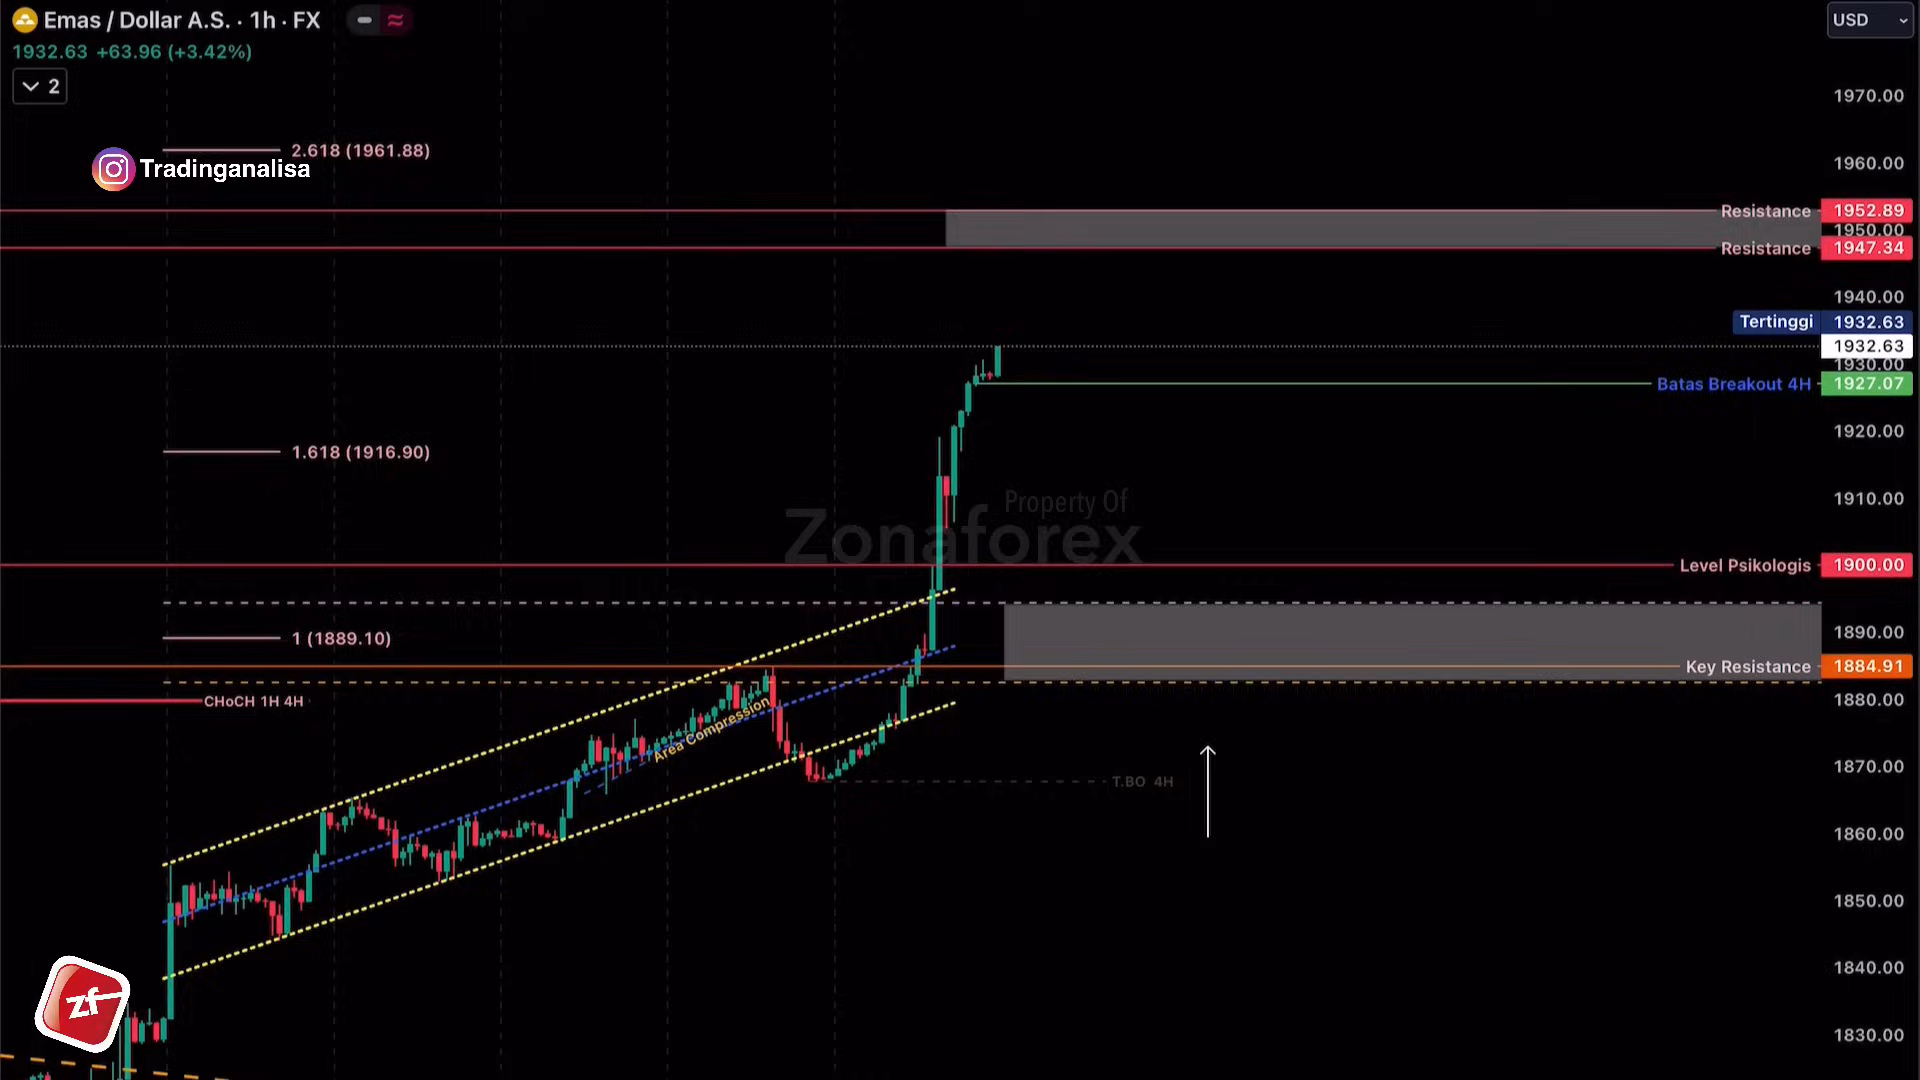 Emas / Dollar A.S. · 1h · FX
USD
1932.63 +63.96 (+3.42%)
2
1970.00
2.618 (1961.88)
Tradinganalisa
1960.00
Resistance 1952.89
1950.00
Resistance 1947.34
1940.00
Tertinggi 1932.63
1932.63
1930.00
Batas Breakout 4H 1927.07
1920.00
1.618 (1916.90)
1910.00
Property Of
Zonaforex
Level Psikologis 1900.00
1890.00
1 (1889.10)
Key Resistance 1884.91
CHoCH 1H 4H
1880.00
Area Compression
1870.00
T.BO 4H
1860.00
1850.00
1840.00
zf
1830.00